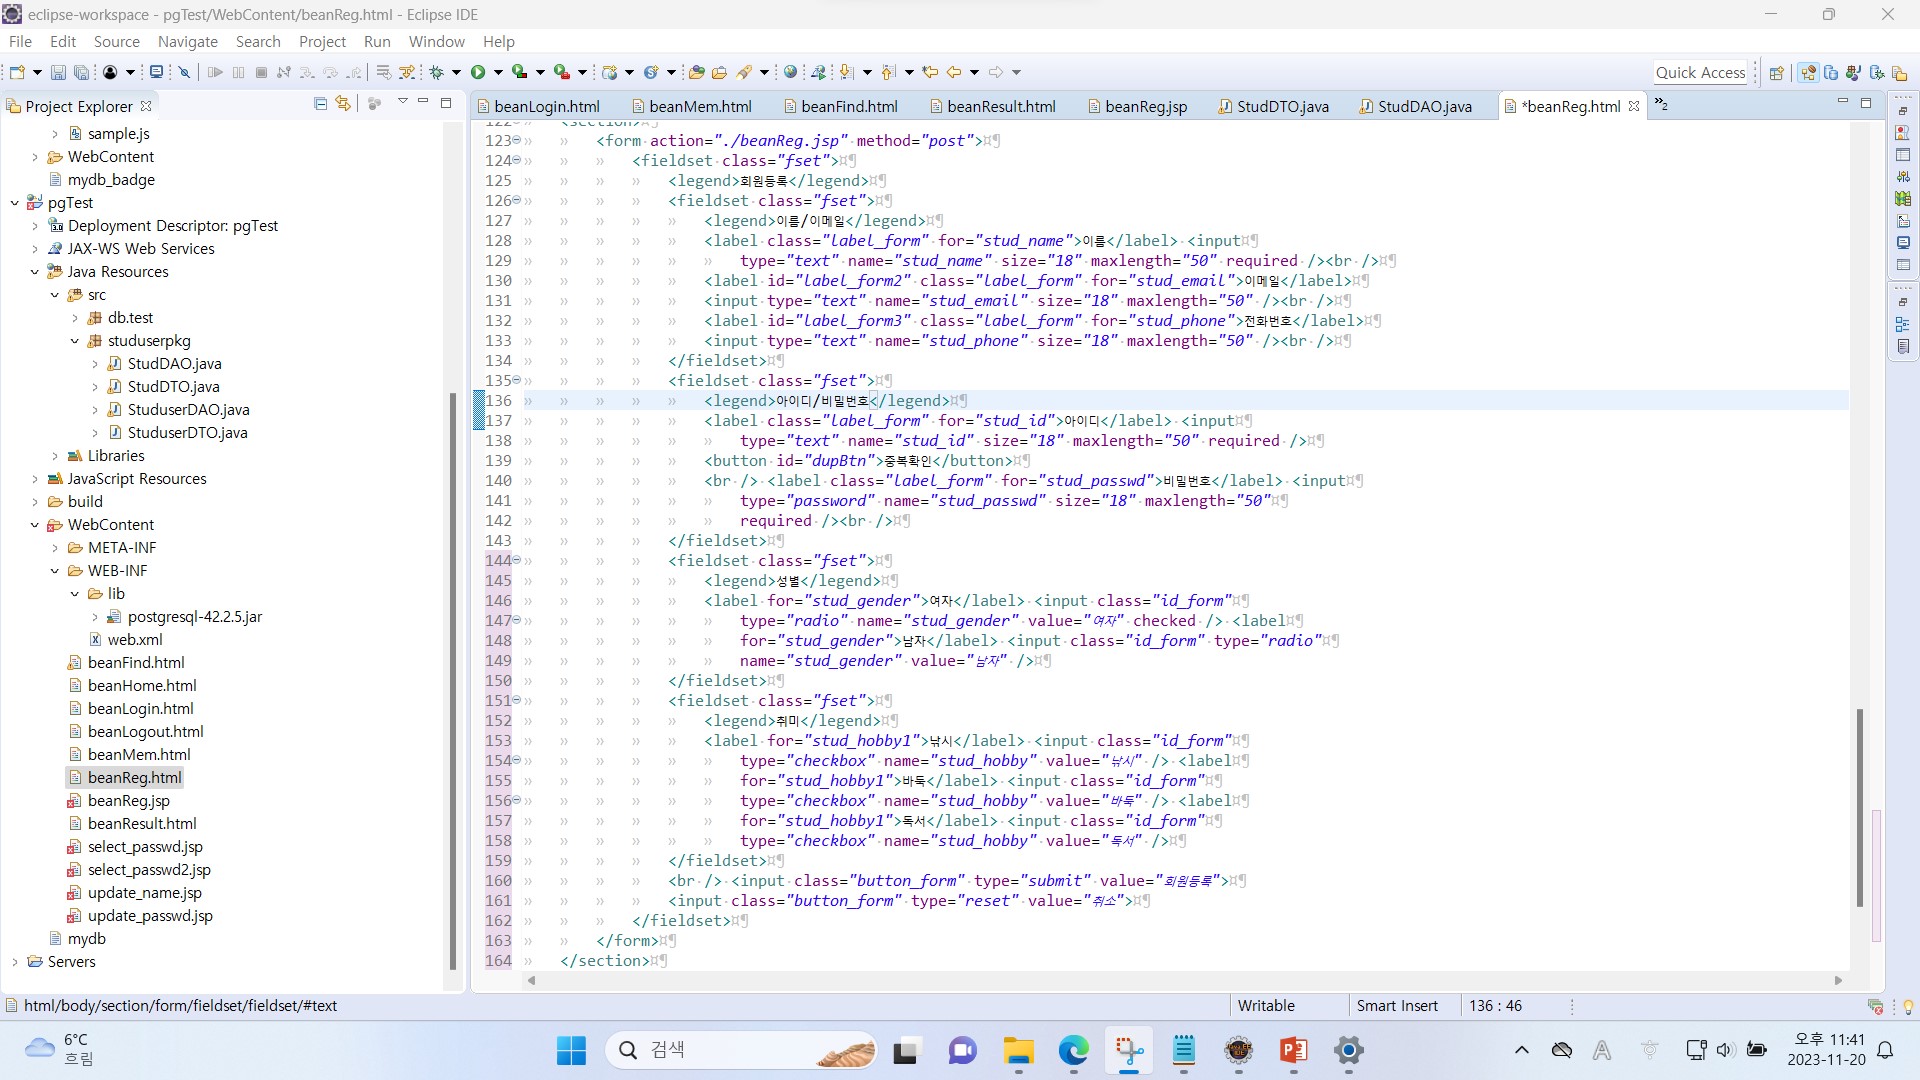 eclipse-workspace - pgTest/WebContent/beanReg.html - Eclipse IDE
File Edit Source Navigate Search Project Run Window Help
Quick Access
Project Explorer
beanLogin.html beanMem.html beanFind.html beanResult.html beanReg.jsp StudDTO.java StudDAO.java *beanReg.html »2
sample.js
WebContent
mydb_badge
pgTest
Deployment Descriptor: pgTest
JAX-WS Web Services
Java Resources
src
db.test
studuserpkg
StudDAO.java
StudDTO.java
StuduserDAO.java
StuduserDTO.java
Libraries
JavaScript Resources
build
WebContent
META-INF
WEB-INF
lib
postgresql-42.2.5.jar
web.xml
beanFind.html
beanHome.html
beanLogin.html
beanLogout.html
beanMem.html
beanReg.html
beanReg.jsp
beanResult.html
select_passwd.jsp
select_passwd2.jsp
update_name.jsp
update_passwd.jsp
mydb
Servers
122 <section>
123 <form action="./beanReg.jsp" method="post">
124 <fieldset class="fset">
125 <legend>회원등록</legend>
126 <fieldset class="fset">
127 <legend>이름/이메일</legend>
128 <label class="label_form" for="stud_name">이름</label> <input
129 type="text" name="stud_name" size="18" maxlength="50" required /><br />
130 <label id="label_form2" class="label_form" for="stud_email">이메일</label>
131 <input type="text" name="stud_email" size="18" maxlength="50" /><br />
132 <label id="label_form3" class="label_form" for="stud_phone">전화번호</label>
133 <input type="text" name="stud_phone" size="18" maxlength="50" /><br />
134 </fieldset>
135 <fieldset class="fset">
136 <legend>아이디/비밀번호</legend>
137 <label class="label_form" for="stud_id">아이디</label> <input
138 type="text" name="stud_id" size="18" maxlength="50" required />
139 <button id="dupBtn">중복확인</button>
140 <br /> <label class="label_form" for="stud_passwd">비밀번호</label> <input
141 type="password" name="stud_passwd" size="18" maxlength="50"
142 required /><br />
143 </fieldset>
144 <fieldset class="fset">
145 <legend>성별</legend>
146 <label for="stud_gender">여자</label> <input class="id_form"
147 type="radio" name="stud_gender" value="여자" checked /> <label
148 for="stud_gender">남자</label> <input class="id_form" type="radio"
149 name="stud_gender" value="남자" />
150 </fieldset>
151 <fieldset class="fset">
152 <legend>취미</legend>
153 <label for="stud_hobby1">낚시</label> <input class="id_form"
154 type="checkbox" name="stud_hobby" value="낚시" /> <label
155 for="stud_hobby1">바둑</label> <input class="id_form"
156 type="checkbox" name="stud_hobby" value="바둑" /> <label
157 for="stud_hobby1">독서</label> <input class="id_form"
158 type="checkbox" name="stud_hobby" value="독서" />
159 </fieldset>
160 <br /> <input class="button_form" type="submit" value="회원등록">
161 <input class="button_form" type="reset" value="취소">
162 </fieldset>
163 </form>
164 </section>
html/body/section/form/fieldset/fieldset/#text Writable Smart Insert 136 : 46
6°C
흐림
검색
오후 11:41
2023-11-20